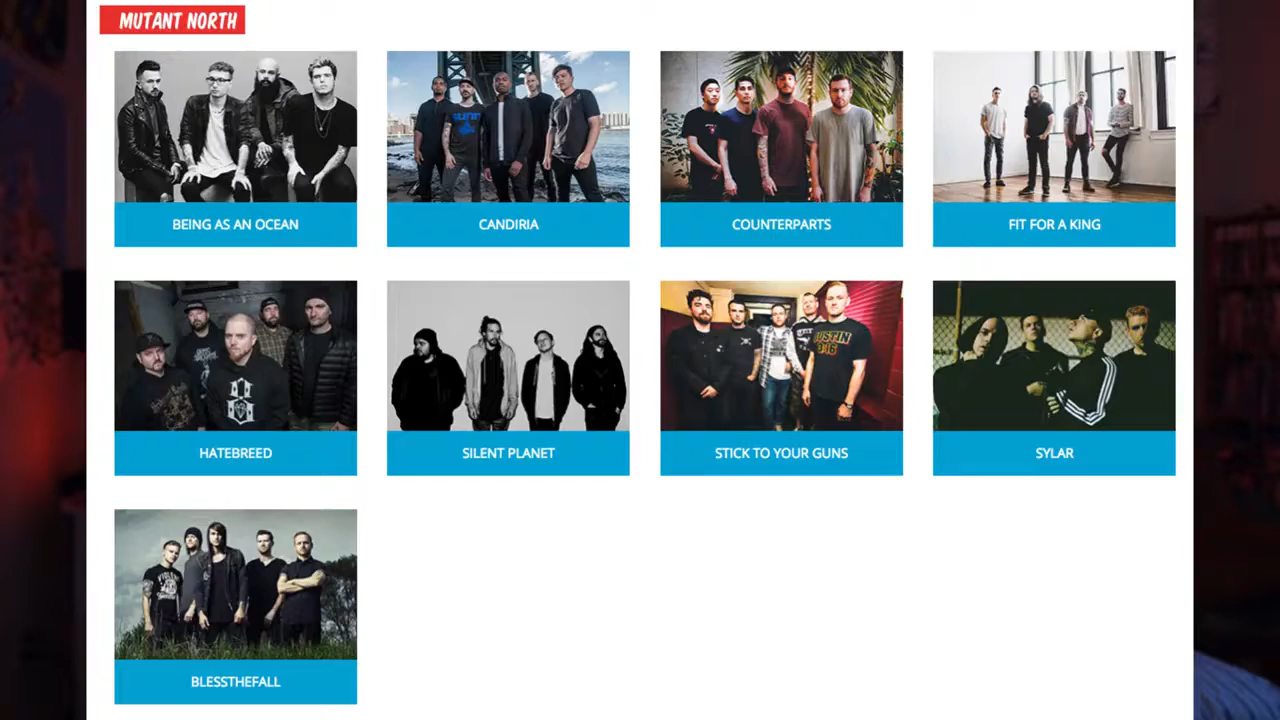 MUTANT NORTH
BEING AS AN OCEAN
CANDIRIA
COUNTERPARTS
FIT FOR A KING
HATEBREED
SILENT PLANET
STICK TO YOUR GUNS
SYLAR
BLESSTHEFALL